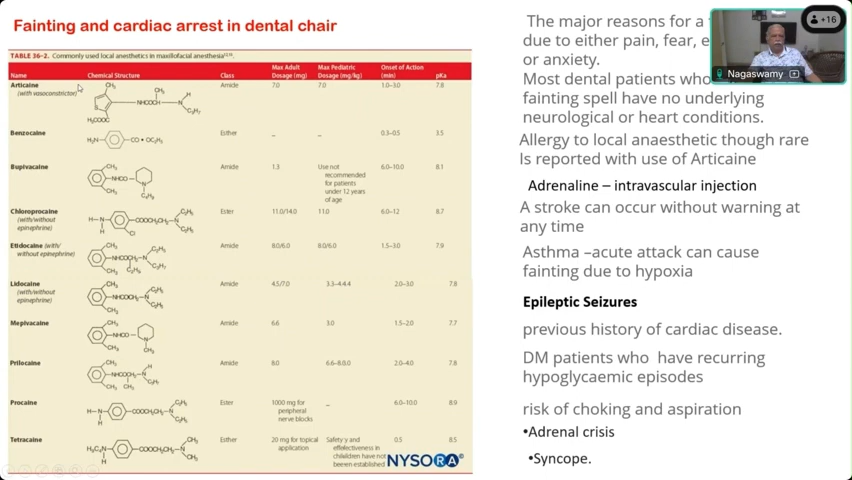 Fainting and cardiac arrest in dental chair
TABLE 36–2. Commonly used local anesthetics in maxillofacial anesthesia
Name Chemical Structure Class Max Adult Dosage (mg) Max Pediatric Dosage (mg/kg) Onset of Action (min) pKa
Articaine (with vasoconstrictor) Amide 7.0 7.0 1.0–3.0 7.8
Benzocaine Esther – – 0.3–0.5 3.5
Bupivacaine Amide 1.3 Use not recommended for patients under 12 years of age 6.0–10.0 8.1
Chloroprocaine (with/without epinephrine) Ester 11.0/14.0 11.0 6.0–12 8.7
Etidocaine (with/without epinephrine) Amide 8.0/6.0 8.0/6.0 1.5–3.0 7.9
Lidocaine (with/without epinephrine) Amide 4.5/7.0 3.3–4.4.4 2.0–3.0 7.8
Mepivacaine Amide 6.6 3.0 1.5–2.0 7.7
Prilocaine Amide 8.0 6.6–8.0.0 2.0–4.0 7.8
Procaine Ester 1000 mg for peripheral nerve blocks – 6.0–10.0 8.9
Tetracaine Esther 20 mg for topical application Safety y and effectiveness in childrem have not beeen established 0.5 8.5
NYSORA
The major reasons for a
due to either pain, fear,
or anxiety.
Most dental patients who
fainting spell have no underlying
neurological or heart conditions.
Allergy to local anaesthetic though rare
Is reported with use of Articaine
Adrenaline – intravascular injection
A stroke can occur without warning at
any time
Asthma –acute attack can cause
fainting due to hypoxia
Epileptic Seizures
previous history of cardiac disease.
DM patients who have recurring
hypoglycaemic episodes
risk of choking and aspiration
•Adrenal crisis
•Syncope.
+16
Nagaswamy